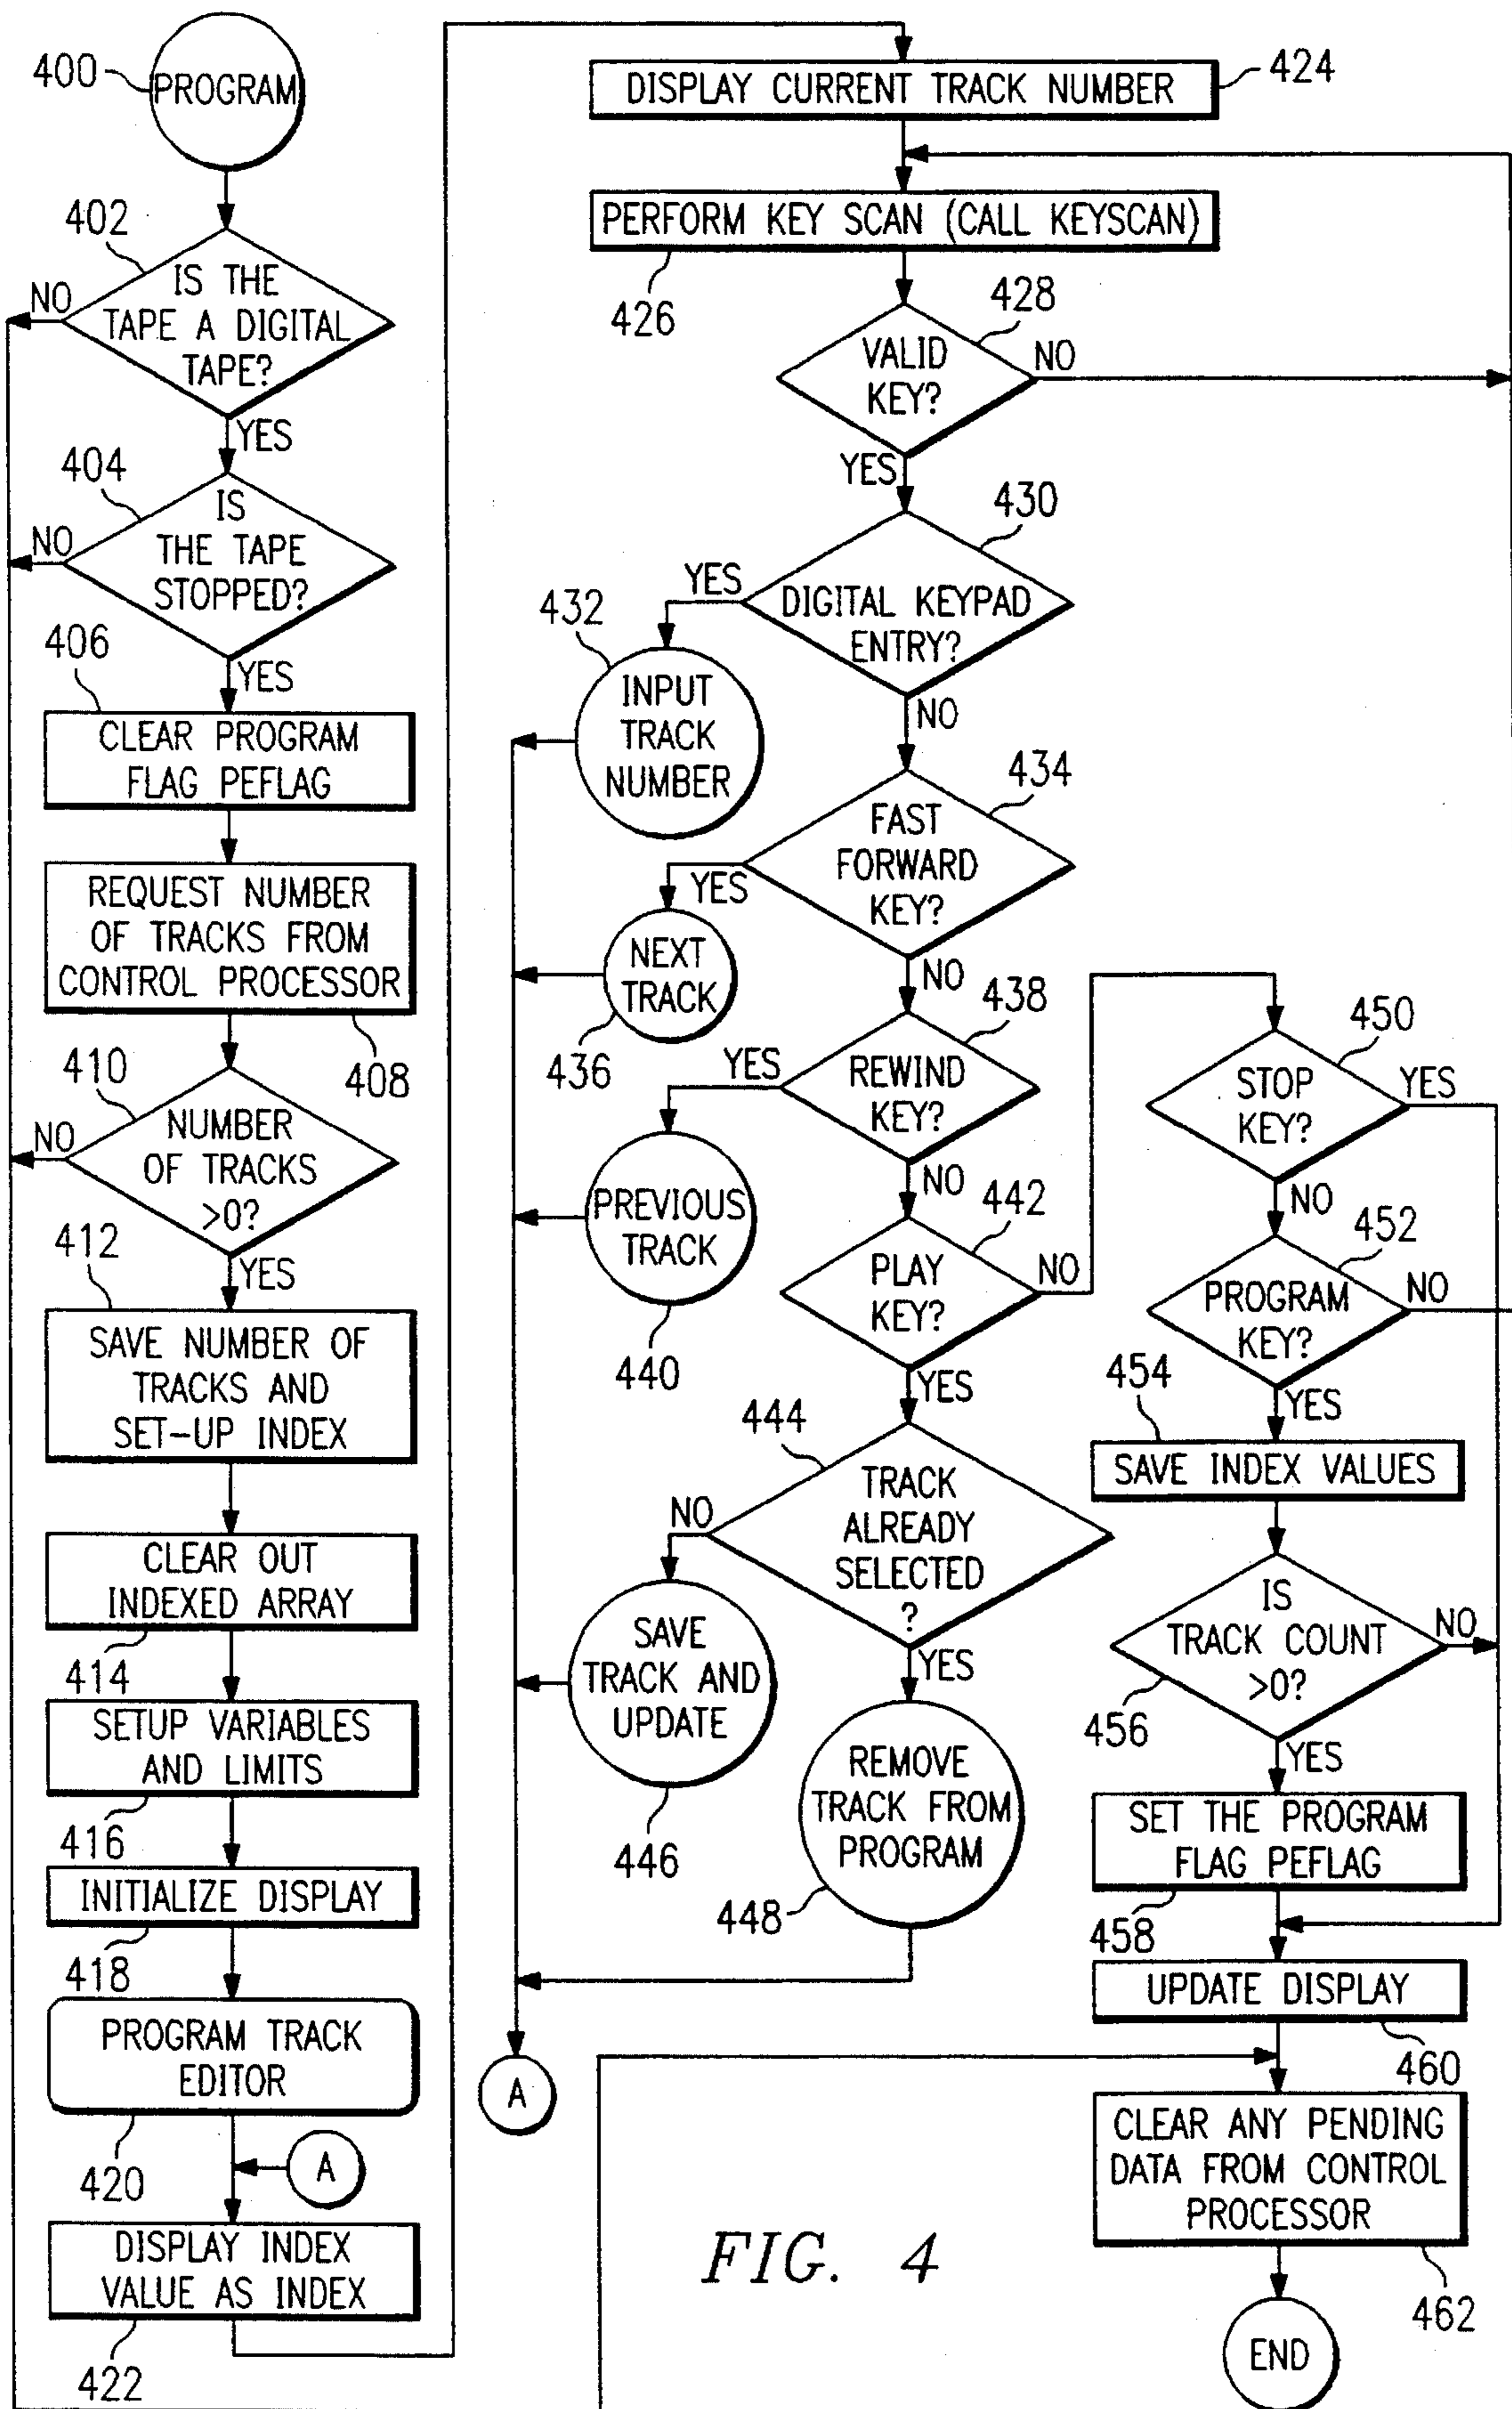 400
PROGRAM
402
IS THE
TAPE A DIGITAL
TAPE?
NO
YES
404
IS
THE TAPE
STOPPED?
NO
YES
406
CLEAR PROGRAM
FLAG PEFLAG
REQUEST NUMBER
OF TRACKS FROM
CONTROL PROCESSOR
408
410
NUMBER
OF TRACKS
>0?
NO
YES
412
SAVE NUMBER OF
TRACKS AND
SET-UP INDEX
CLEAR OUT
INDEXED ARRAY
414
SETUP VARIABLES
AND LIMITS
416
INITIALIZE DISPLAY
418
PROGRAM TRACK
EDITOR
420
A
DISPLAY INDEX
VALUE AS INDEX
422
DISPLAY CURRENT TRACK NUMBER
424
PERFORM KEY SCAN (CALL KEYSCAN)
426
428
VALID
KEY?
NO
YES
430
DIGITAL KEYPAD
ENTRY?
YES
NO
432
INPUT
TRACK
NUMBER
434
FAST
FORWARD
KEY?
YES
NO
NEXT
TRACK
436
438
REWIND
KEY?
YES
NO
PREVIOUS
TRACK
440
442
PLAY
KEY?
NO
YES
444
TRACK
ALREADY
SELECTED
?
NO
YES
SAVE
TRACK AND
UPDATE
446
REMOVE
TRACK FROM
PROGRAM
448
A
450
STOP
KEY?
YES
NO
452
PROGRAM
KEY?
NO
YES
454
SAVE INDEX VALUES
IS
TRACK COUNT
>0?
NO
456
YES
SET THE PROGRAM
FLAG PEFLAG
458
UPDATE DISPLAY
460
CLEAR ANY PENDING
DATA FROM CONTROL
PROCESSOR
462
END
FIG. 4